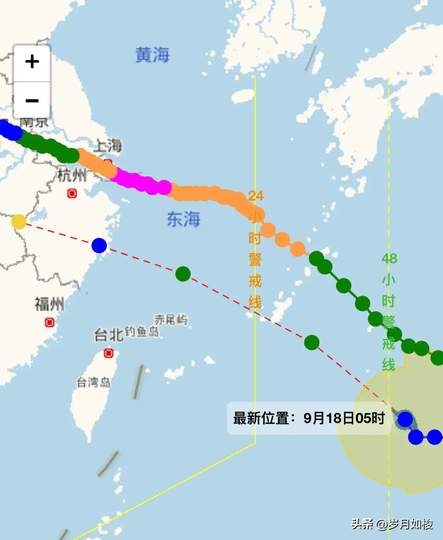 +
黄海
−
南京
上海
杭州
24小时警戒线
东海
48小时警戒线
福州
赤尾屿
台北
钓鱼岛
台湾岛
最新位置：9月18日05时
头条 @岁月如梭